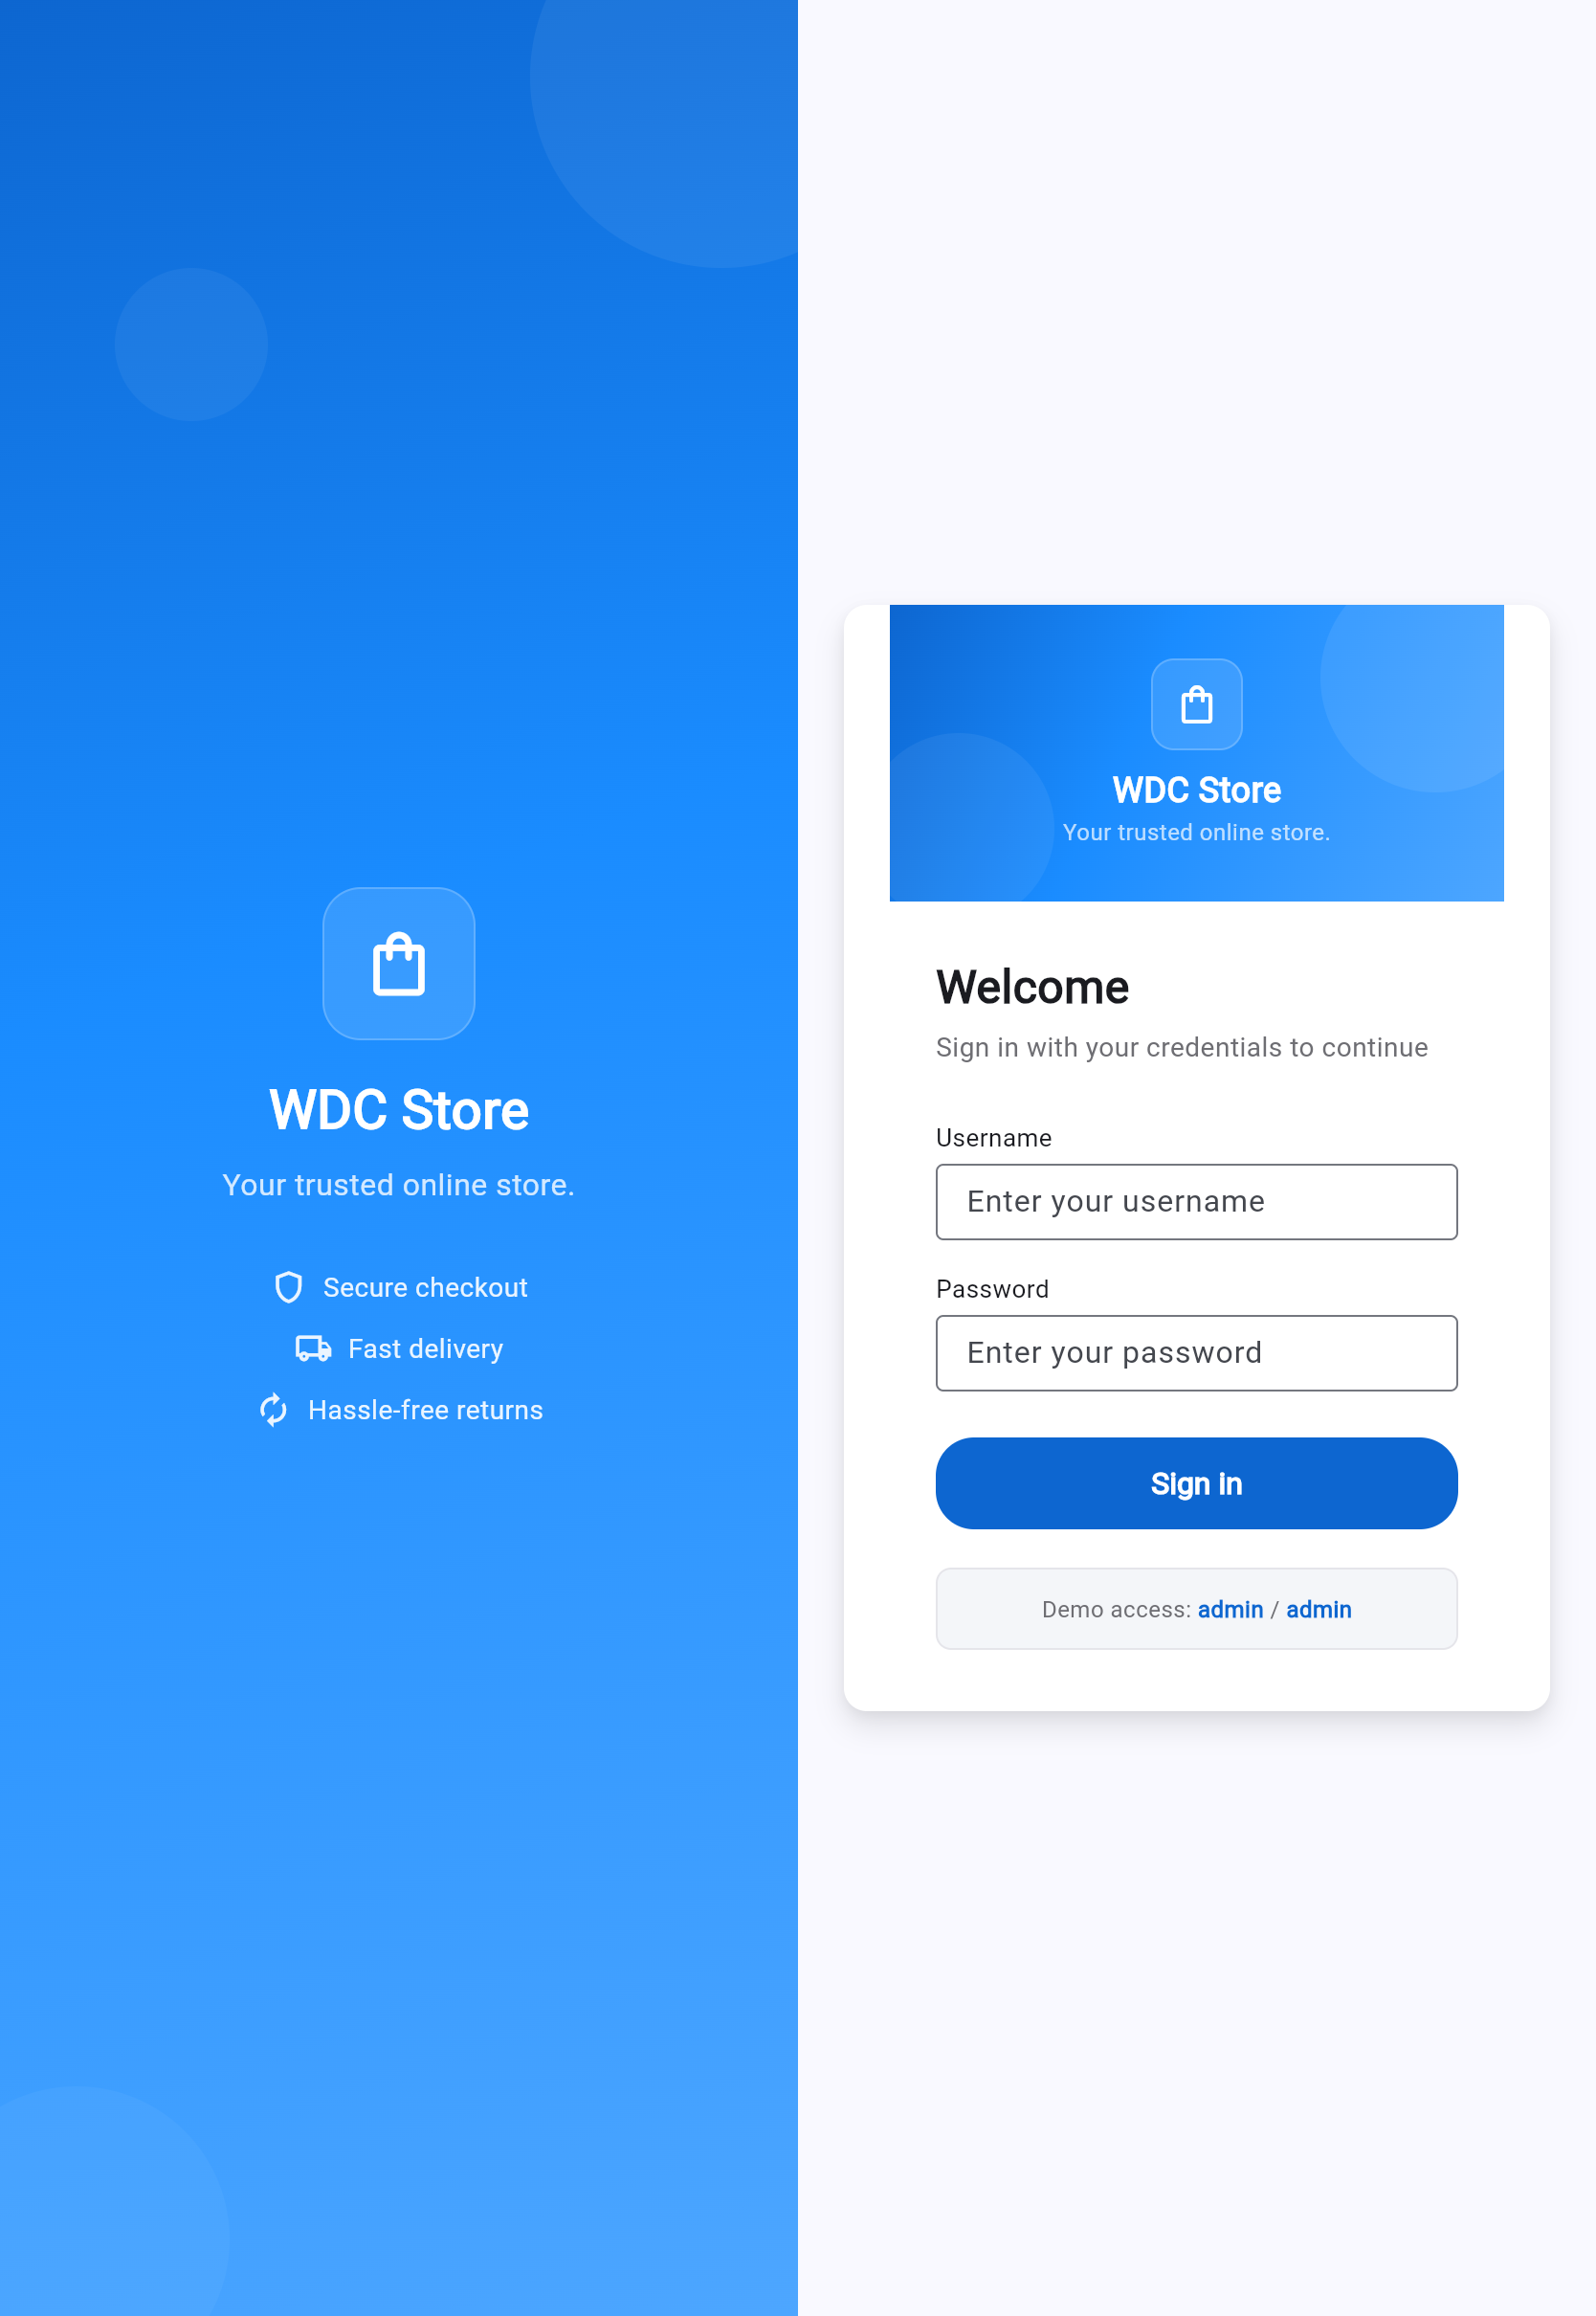 WDC Store
Your trusted online store.
Secure checkout
Fast delivery
Hassle-free returns
WDC Store
Your trusted online store.
Welcome
Sign in with your credentials to continue
Username
Enter your username
Password
Enter your password
Sign in
Demo access: admin / admin